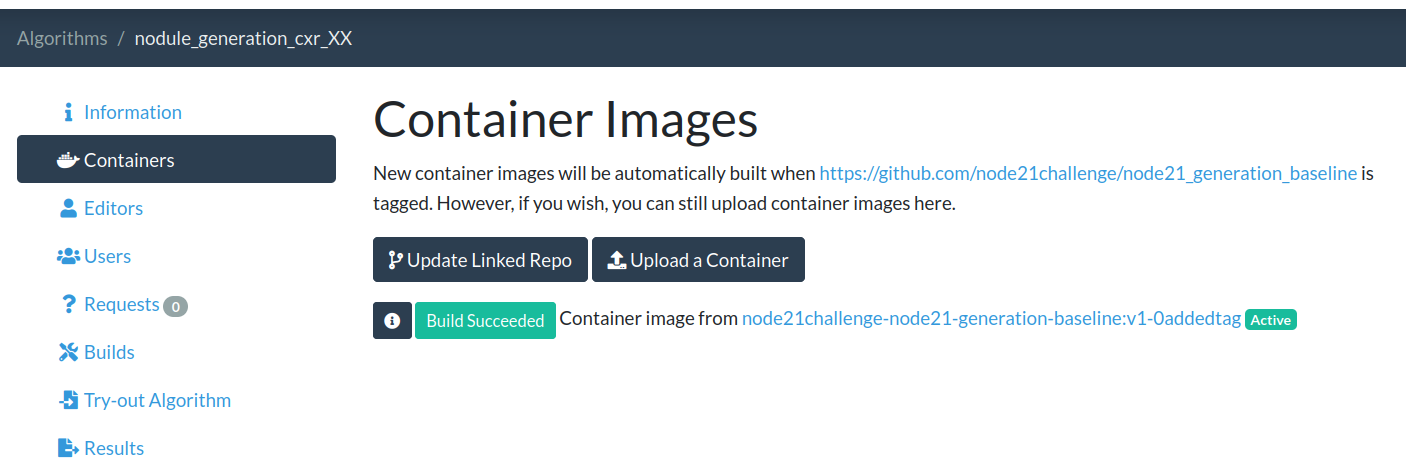 Algorithms / nodule_generation_cxr_XX
Information
Containers
Editors
Users
Requests 0
Builds
Try-out Algorithm
Results
Container Images
New container images will be automatically built when https://github.com/node21challenge/node21_generation_baseline is
tagged. However, if you wish, you can still upload container images here.
Update Linked Repo Upload a Container
Build Succeeded Container image from node21challenge-node21-generation-baseline:v1-0addedtag Active